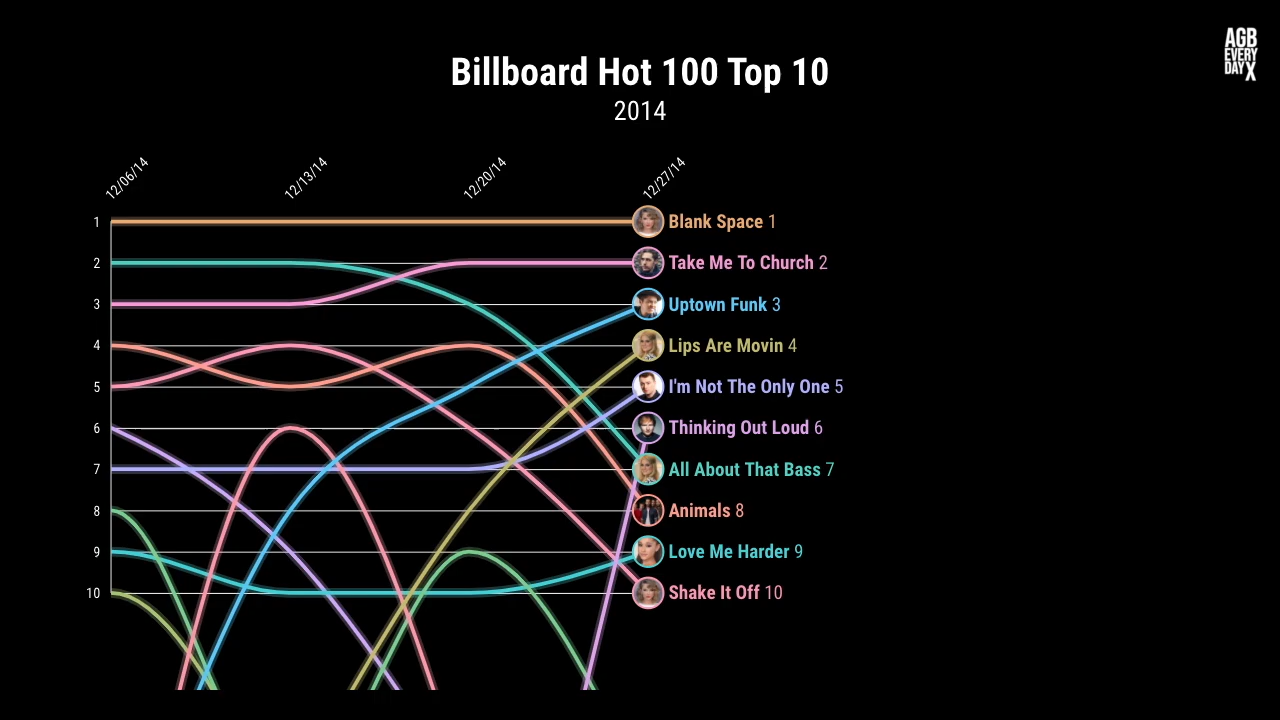 AGB
EVERY
DAY X
Billboard Hot 100 Top 10
2014
12/06/14
12/13/14
12/20/14
12/27/14
1
2
3
4
5
6
7
8
9
10
Blank Space 1
Take Me To Church 2
Uptown Funk 3
Lips Are Movin 4
I'm Not The Only One 5
Thinking Out Loud 6
All About That Bass 7
Animals 8
Love Me Harder 9
Shake It Off 10